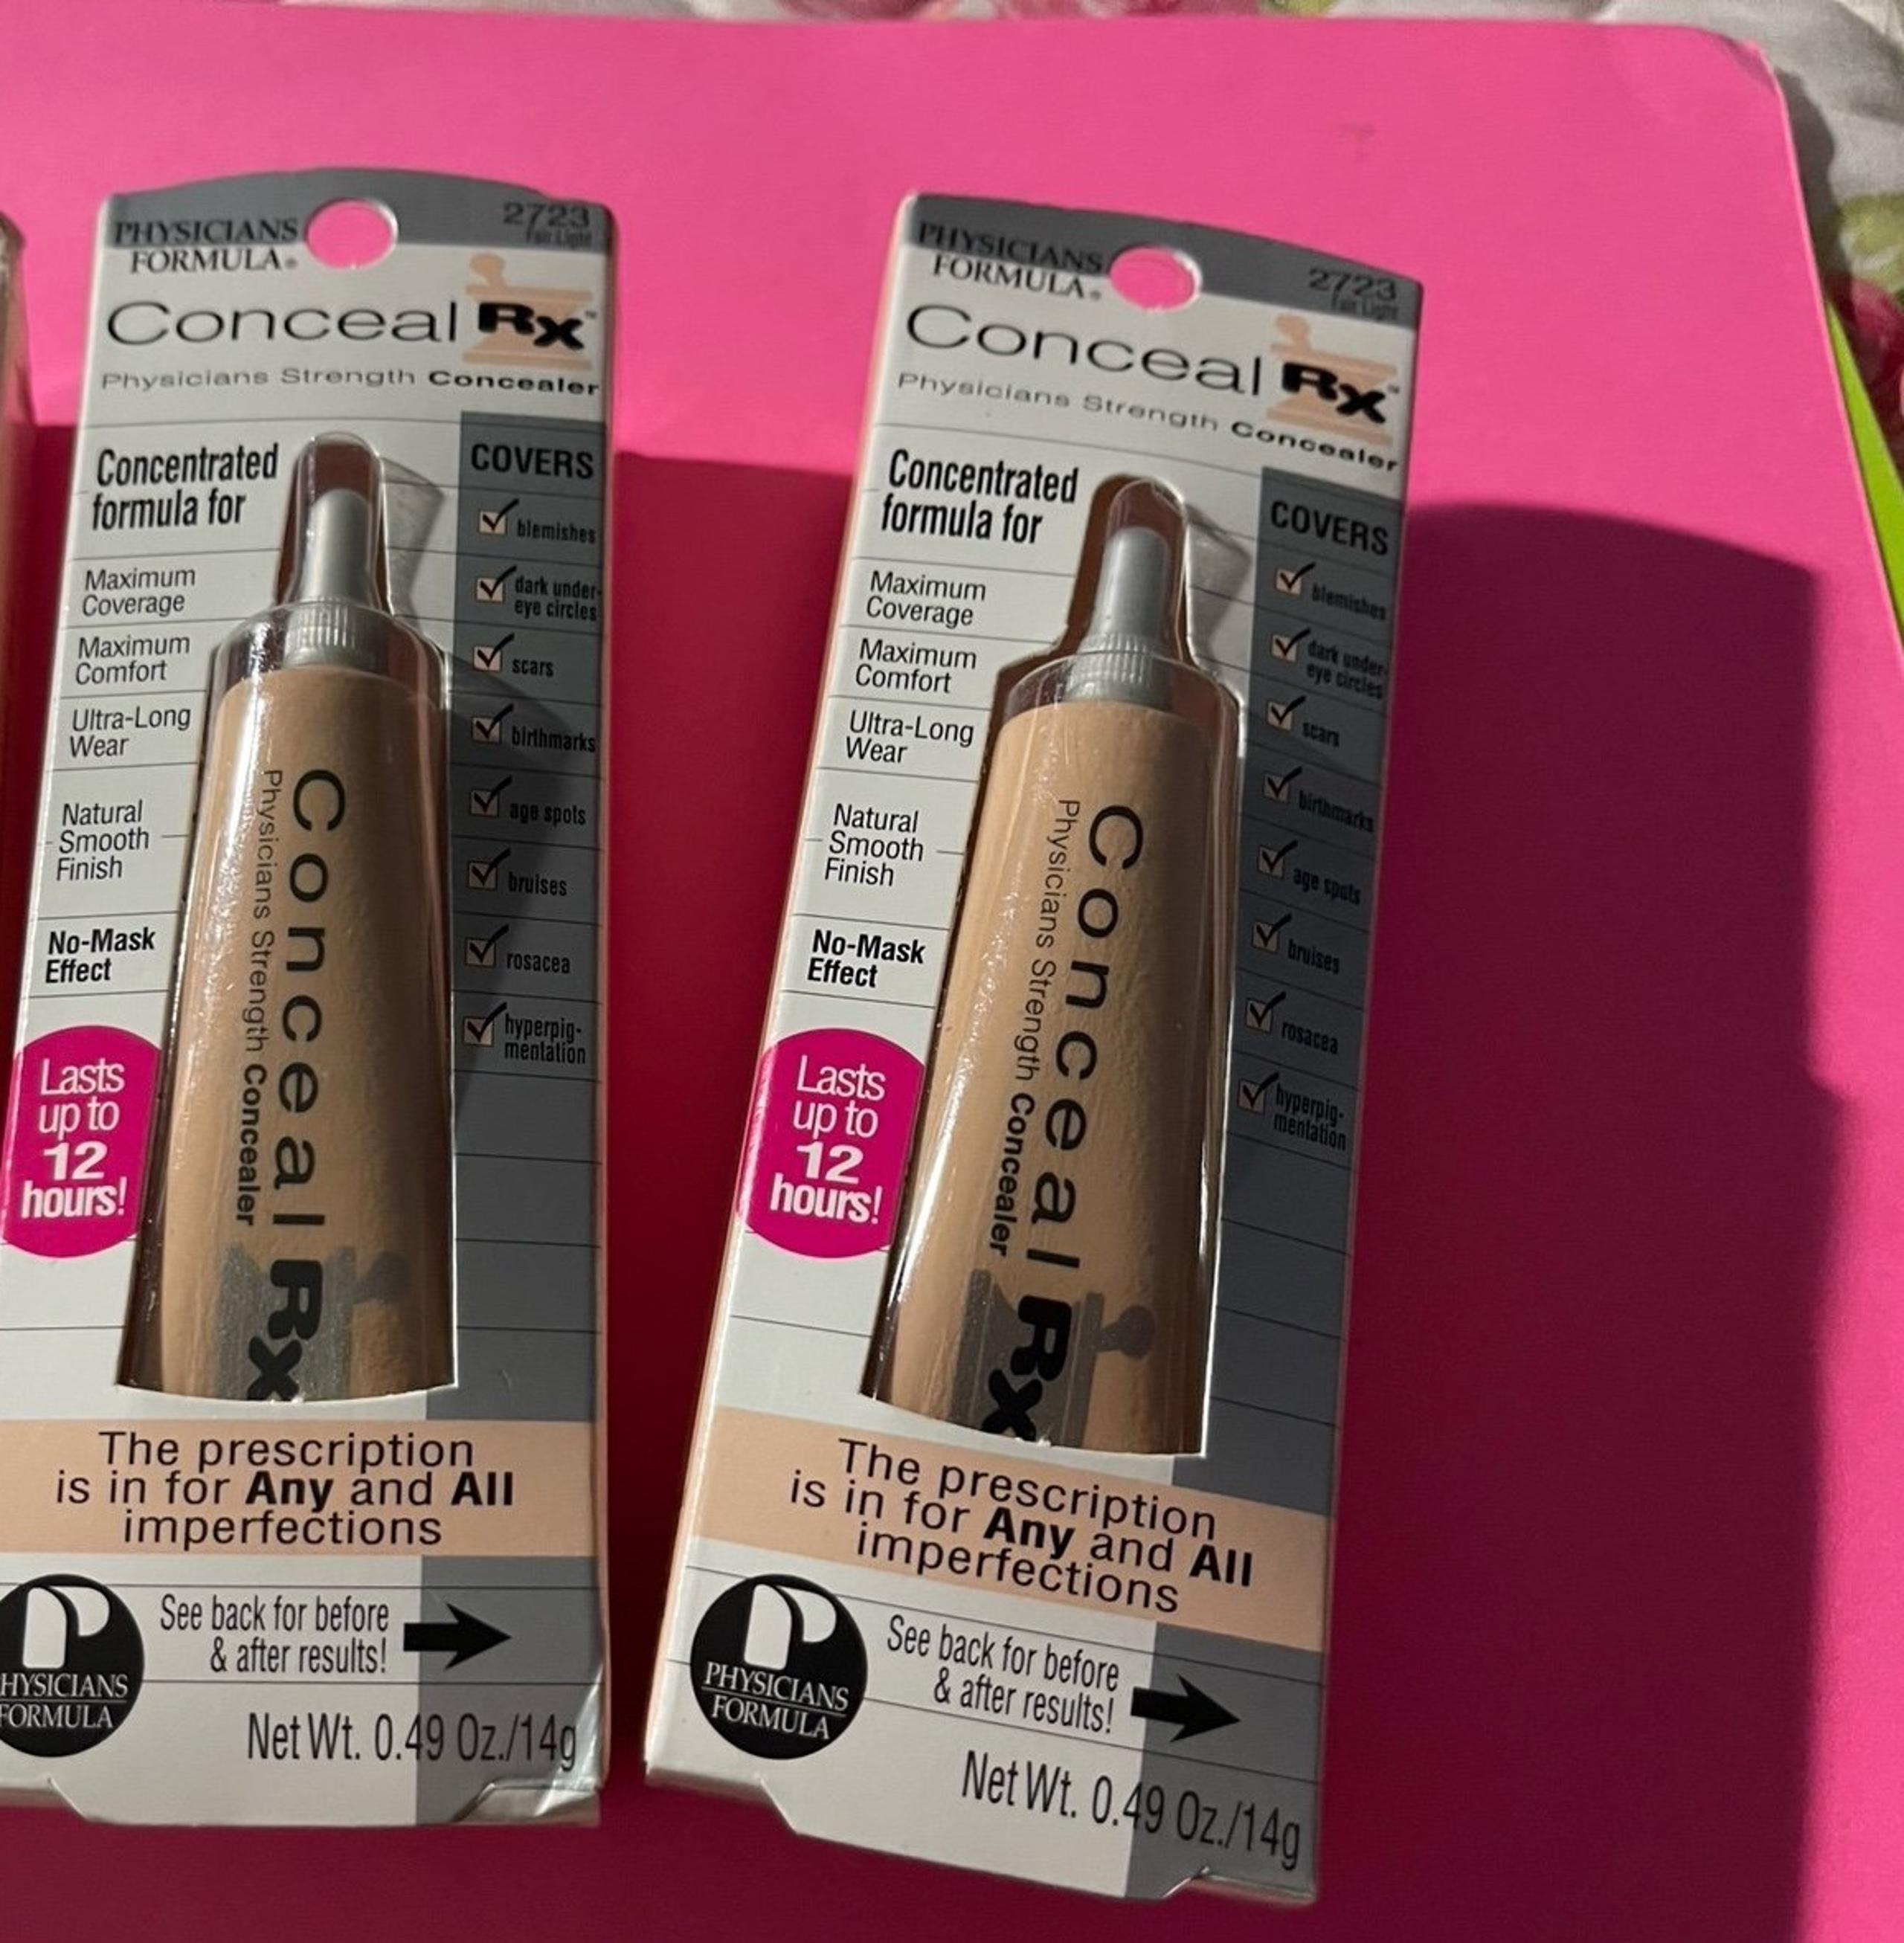 PHYSICIANS
FORMULA®
2723
Fair Light
Conceal Rx™
Physicians Strength Concealer
Concentrated
formula for
Maximum
Coverage
Maximum
Comfort
Ultra-Long
Wear
Natural
Smooth
Finish
No-Mask
Effect
Lasts
up to
12
hours!
COVERS
blemishes
dark under-
eye circles
scars
birthmarks
age spots
bruises
rosacea
hyperpig-
mentation
Conceal Rx
Physicians Strength Concealer
The prescription
is in for Any and All
imperfections
HYSICIANS
FORMULA
See back for before
& after results!
Net Wt. 0.49 Oz./14g
PHYSICIANS
FORMULA®
2723
Fair Light
Conceal Rx™
Physicians Strength Concealer
Concentrated
formula for
Maximum
Coverage
Maximum
Comfort
Ultra-Long
Wear
Natural
Smooth
Finish
No-Mask
Effect
Lasts
up to
12
hours!
COVERS
blemishes
dark under-
eye circles
scars
birthmarks
age spots
bruises
rosacea
hyperpig-
mentation
Conceal Rx
Physicians Strength Concealer
The prescription
is in for Any and All
imperfections
PHYSICIANS
FORMULA
See back for before
& after results!
Net Wt. 0.49 Oz./14g